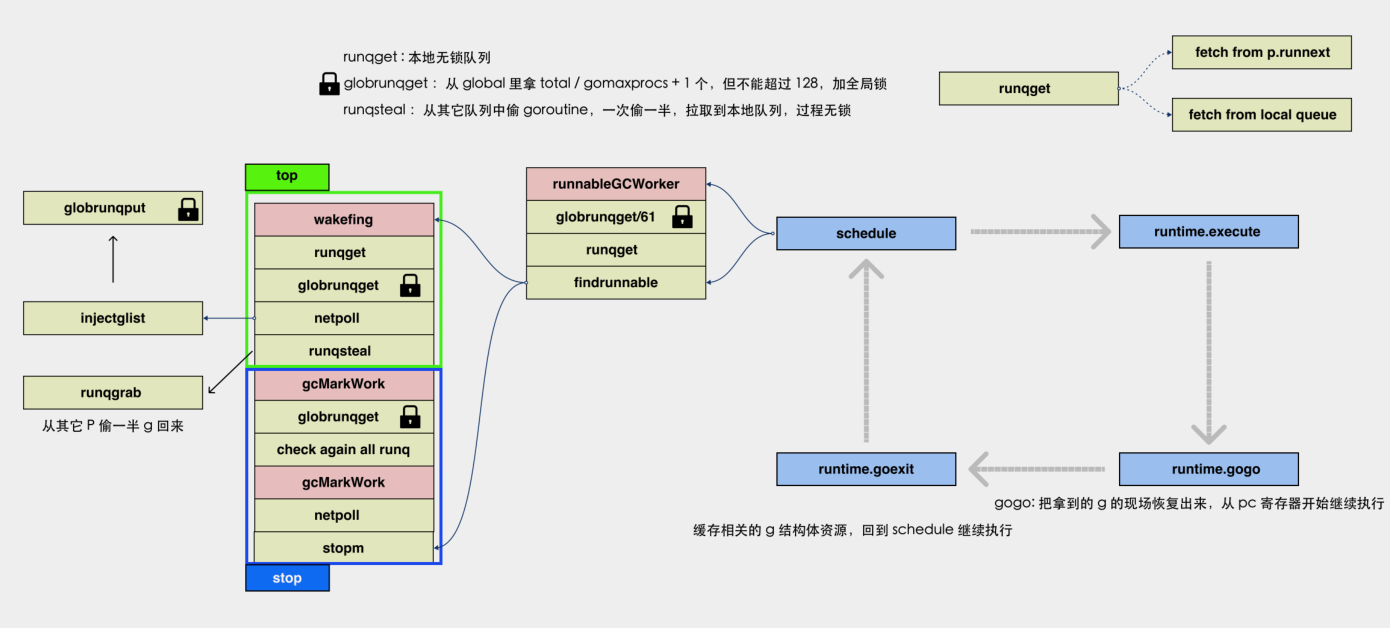 runqget：本地无锁队列
globrunqget： 从 global 里拿 total / gomaxprocs + 1 个，但不能超过 128，加全局锁
runqsteal： 从其它队列中偷 goroutine，一次偷一半，拉取到本地队列，过程无锁
runqget
fetch from p.runnext
fetch from local queue
top
globrunqput
injectglist
runqgrab
从其它 P 偷一半 g 回来
wakefing
runqget
globrunqget
netpoll
runqsteal
gcMarkWork
globrunqget
check again all runq
gcMarkWork
netpoll
stopm
stop
runnableGCWorker
globrunqget/61
runqget
findrunnable
schedule
runtime.execute
runtime.goexit
runtime.gogo
gogo：把拿到的 g 的现场恢复出来，从 pc 寄存器开始继续执行
缓存相关的 g 结构体资源，回到 schedule 继续执行